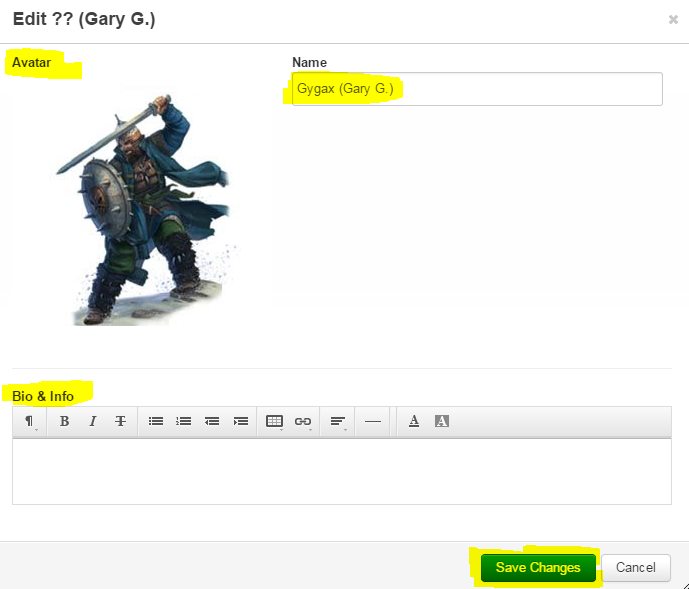 Edit ?? (Gary G.)
Avatar
Name
Gygax (Gary G.)
Bio & Info
¶ B I T A A
Save Changes Cancel